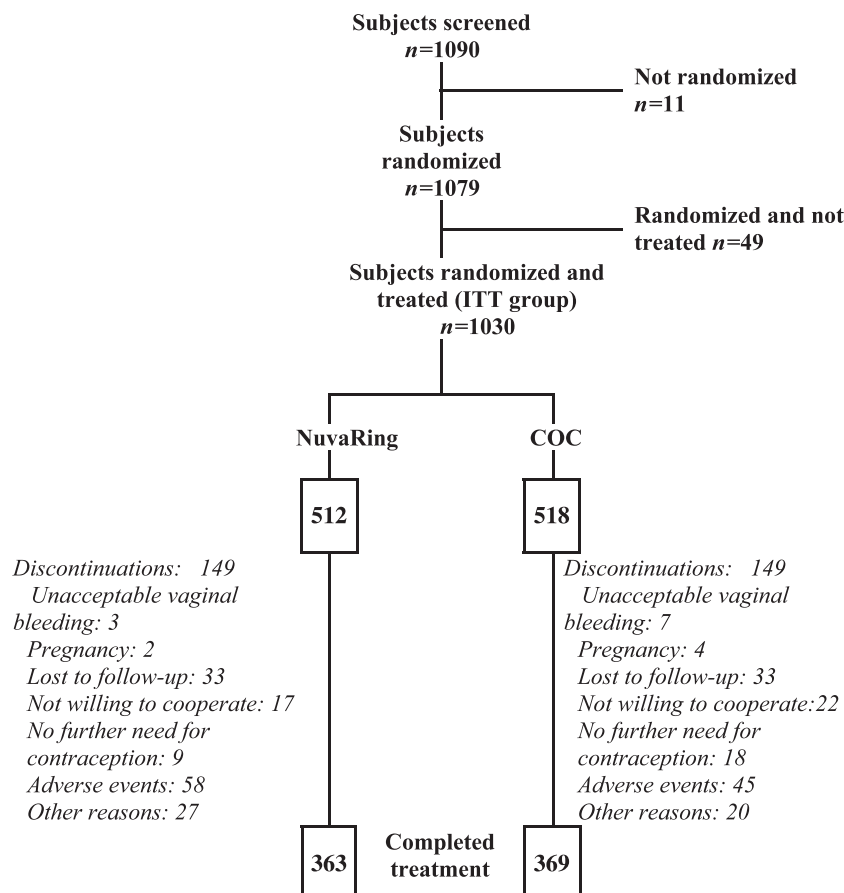 Subjects screened
n=1090
Not randomized
n=11
Subjects
randomized
n=1079
Randomized and not
treated n=49
Subjects randomized and
treated (ITT group)
n=1030
NuvaRing
COC
512
518
Discontinuations: 149
Unacceptable vaginal
bleeding: 3
Pregnancy: 2
Lost to follow-up: 33
Not willing to cooperate: 17
No further need for
contraception: 9
Adverse events: 58
Other reasons: 27
Discontinuations: 149
Unacceptable vaginal
bleeding: 7
Pregnancy: 4
Lost to follow-up: 33
Not willing to cooperate:22
No further need for
contraception: 18
Adverse events: 45
Other reasons: 20
363
Completed
treatment
369